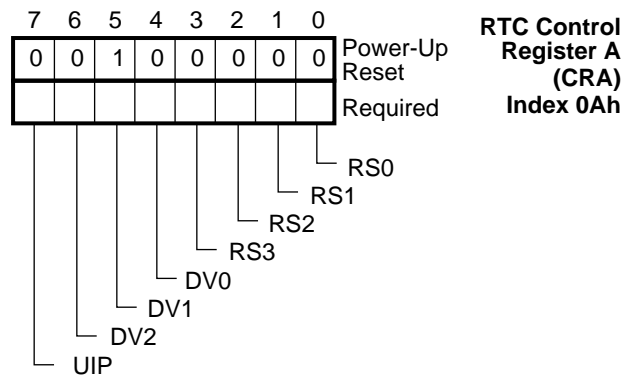 7 6 5 4 3 2 1 0
RTC Control
Register A
(CRA)
Index 0Ah
0 0 1 0 0 0 0 0
Power-Up
Reset
Required
RS0
RS1
RS2
RS3
DV0
DV1
DV2
UIP